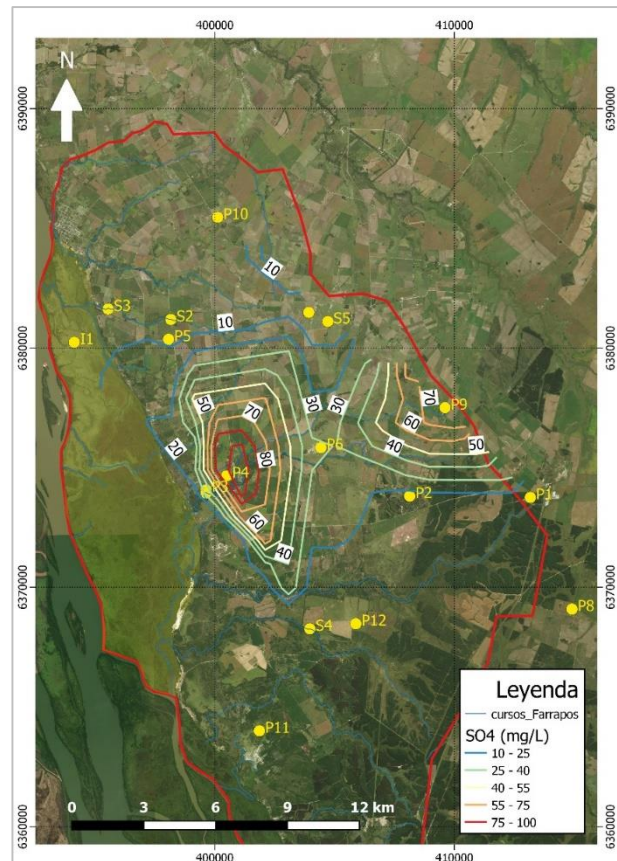 400000 410000
N
6390000 6390000
P10
10
S3 S2 S5
10
I1 P5
6380000 6380000
30 30
50 70 P9
70 60
20 40 50
P6
80
P4
P3 P2 P1
60
40
6370000 6370000
P8
S4 P12
P11
Leyenda
cursos_Farrapos
SO4 (mg/L)
10 - 25
25 - 40
40 - 55
55 - 75
75 - 100
0 3 6 9 12 km
6360000 6360000
400000 410000